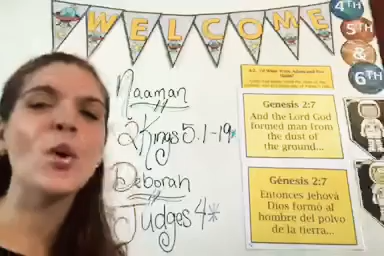 WELCOME
4TH
5TH
&
6TH
Naaman
2 Kings 5:1-19*
Deborah
Judges 4*
Genesis 2:7
And the Lord God
formed man from
the dust of
the ground...
Génesis 2:7
Entonces Jehová
Dios formó al
hombre del polvo
de la tierra...